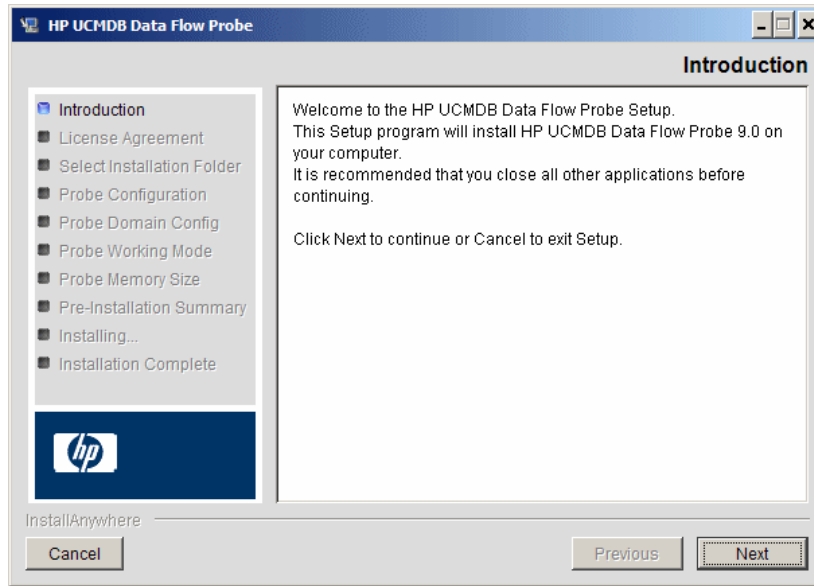 HP UCMDB Data Flow Probe
Introduction
Introduction
License Agreement
Select Installation Folder
Probe Configuration
Probe Domain Config
Probe Working Mode
Probe Memory Size
Pre-Installation Summary
Installing...
Installation Complete
Welcome to the HP UCMDB Data Flow Probe Setup.
This Setup program will install HP UCMDB Data Flow Probe 9.0 on
your computer.
It is recommended that you close all other applications before
continuing.
Click Next to continue or Cancel to exit Setup.
hp
InstallAnywhere
Cancel
Previous
Next